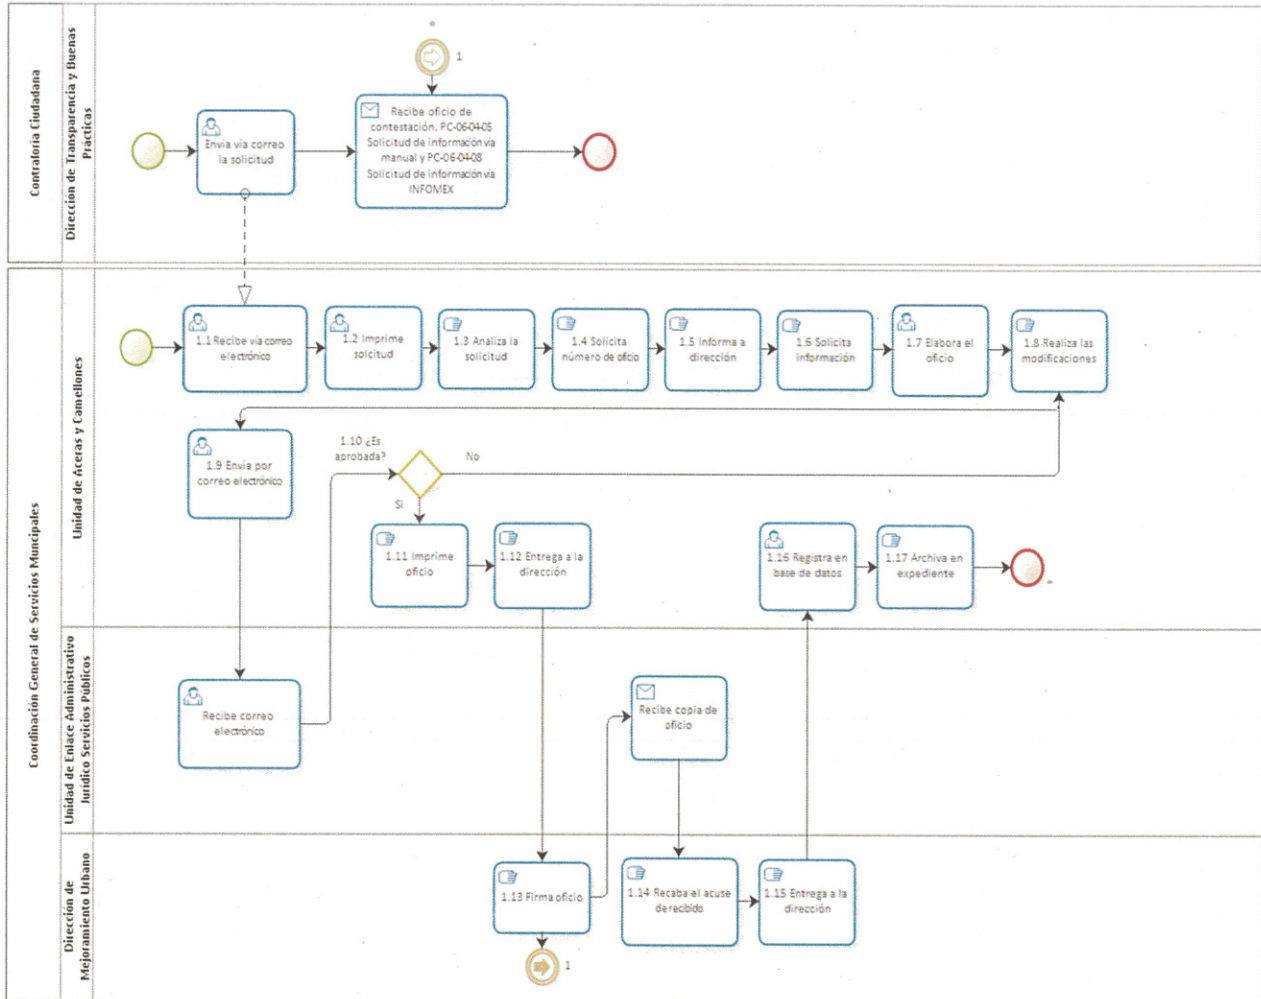 Contraloría Ciudadana
Dirección de Transparencia y Buenas
Prácticas
1
Envia via correo
la solicitud
Recibe oficio de
contestación. PC-06-04-05
Solicitud de información via
manual y PC-06-04-08
Solicitud de información via
INFOMEX
Coordinación General de Servicios Muncipales
Unidad de Aceras y Camellones
1.1 Recibe via correo
electrónico
1.2 Imprime
solcitud
1.3 Analiza la
solicitud
1.4 Solicita
número de oficio
1.5 Informa a
dirección
1.6 Solicita
información
1.7 Elabora el
oficio
1.8 Realiza las
modificaciones
1.9 Envía por
correo electrónico
1.10 ¿Es
aprobada?
No
Si
1.11 Imprime
oficio
1.12 Entrega a la
dirección
1.16 Registra en
base de datos
1.17 Archiva en
expediente
Unidad de Enlace Administrativo
Jurídico Servicios Públicos
Recibe correo
electrónico
Recibe copia de
oficio
Dirección de
Mejoramiento Urbano
1.13 Firma oficio
1.14 Recaba el acuse
de recibido
1.15 Entrega a la
dirección
1